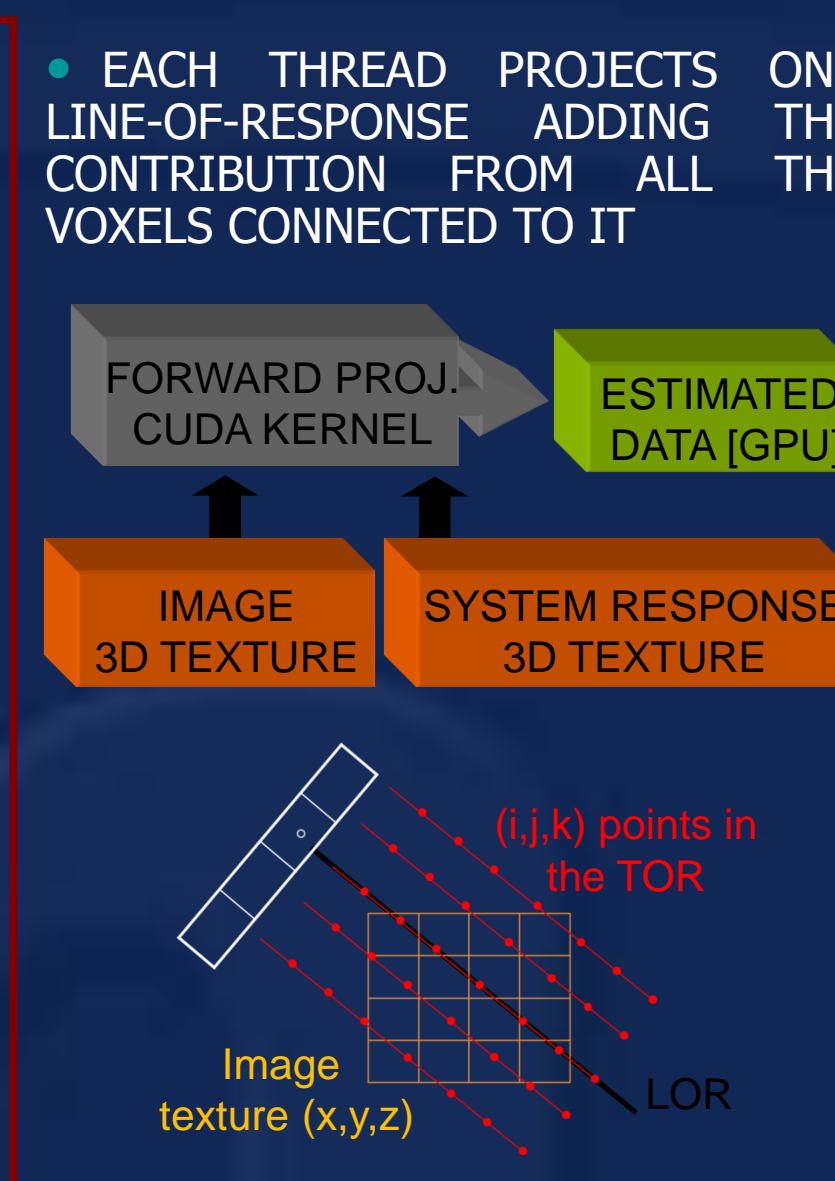 • EACH THREAD PROJECTS ON
LINE-OF-RESPONSE ADDING TH
CONTRIBUTION FROM ALL TH
VOXELS CONNECTED TO IT
FORWARD PROJ.
CUDA KERNEL
ESTIMATED
DATA [GPU]
IMAGE
3D TEXTURE
SYSTEM RESPONSE
3D TEXTURE
(i,j,k) points in
the TOR
Image
texture (x,y,z)
LOR